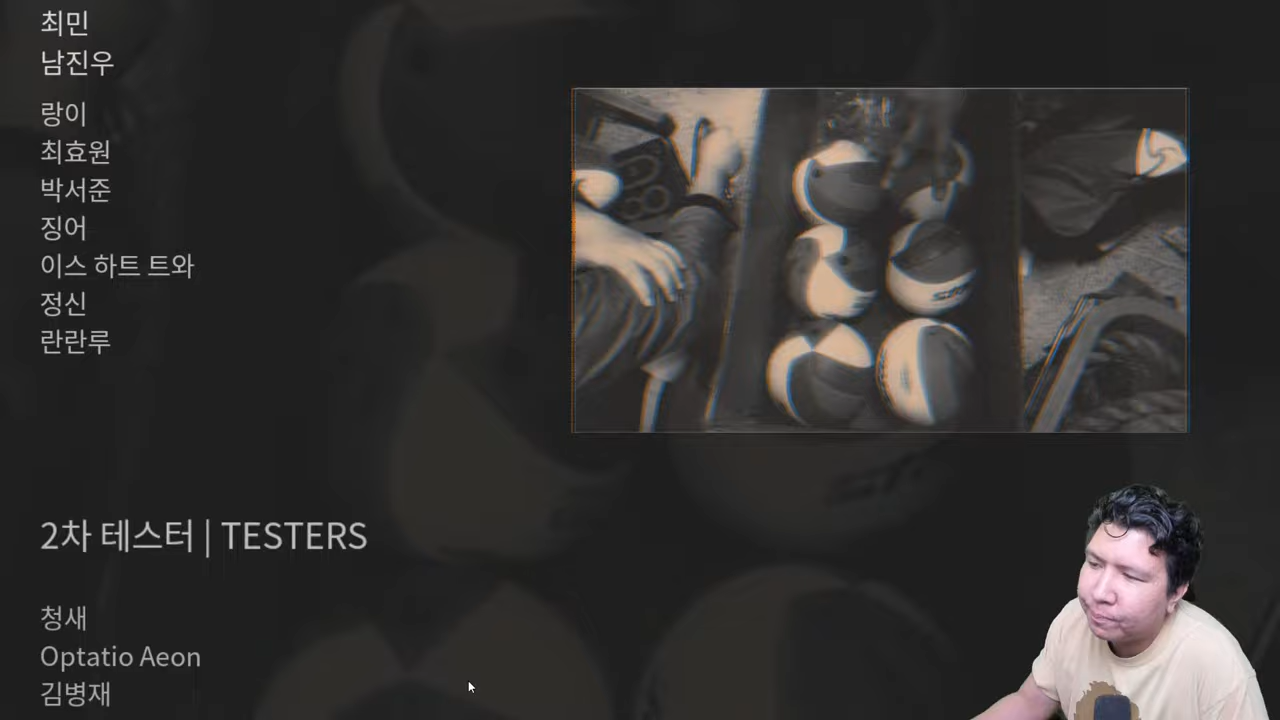 최민
남진우
랑이
최효원
박서준
징어
이스 하트 트와
정신
란란루
2차 테스터 | TESTERS
청새
Optatio Aeon
김병재